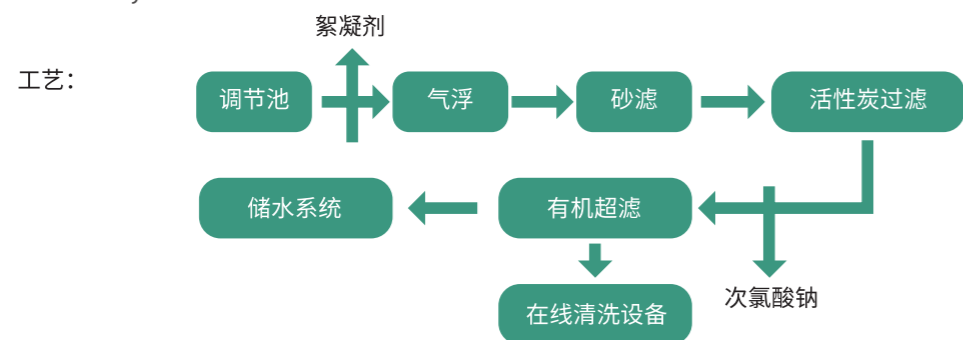 絮凝剂
工艺：
调节池
气浮
砂滤
活性炭过滤
储水系统
有机超滤
次氯酸钠
在线清洗设备